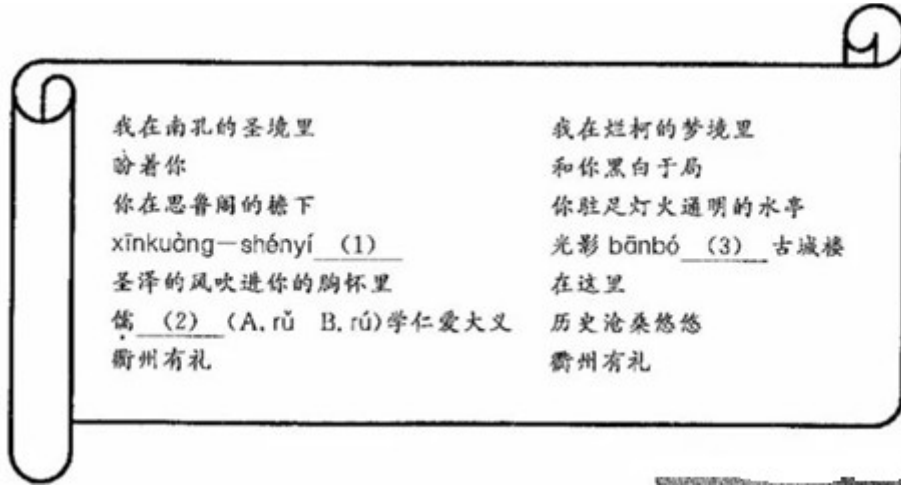 我在南孔的圣境里
盼着你
你在思鲁阁的檐下
xīnkuàng—shényí （1）
圣泽的风吹进你的胸怀里
儒 （2） （A. rǔ B. rú）学仁爱大义
衢州有礼
我在烂柯的梦境里
和你黑白于局
你驻足灯火通明的水亭
光影 bānbó （3） 古城楼
在这里
历史沧桑悠悠
衢州有礼